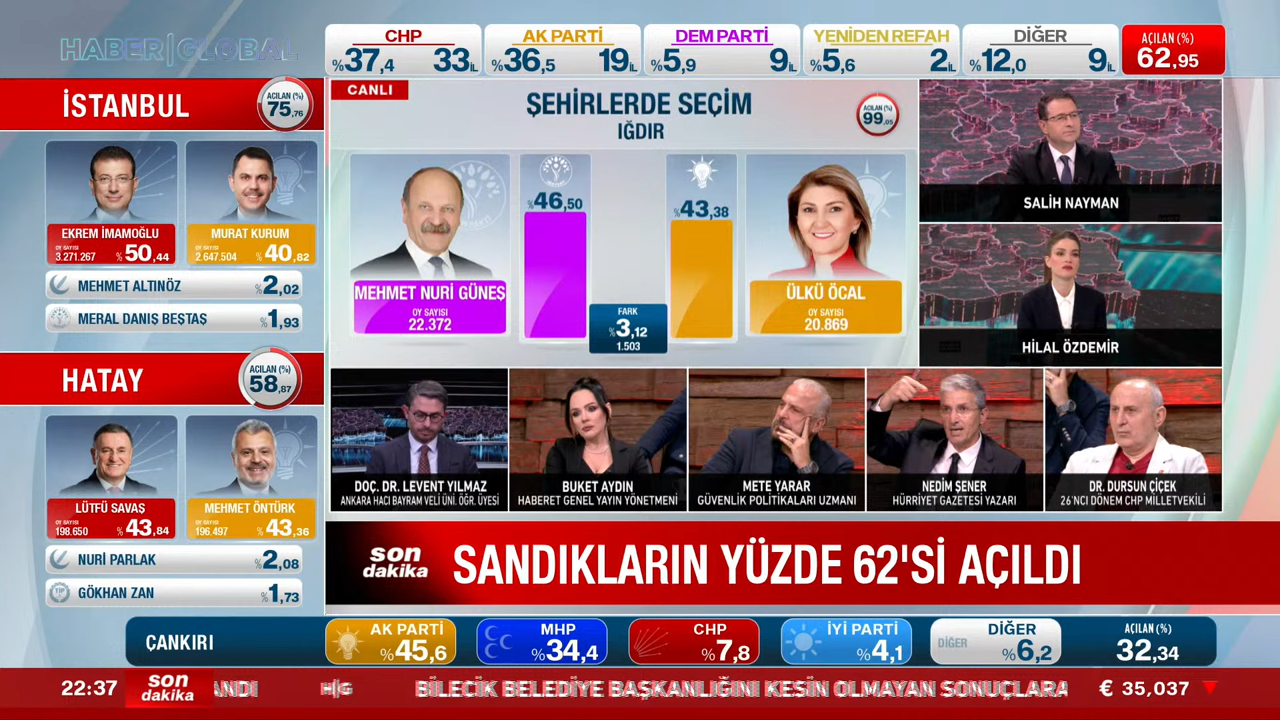 HABER|GLOBAL
CHP
%37,4 33İL
AK PARTİ
%36,5 19İL
DEM PARTİ
%5,9 9İL
YENİDEN REFAH
%5,6 2İL
DİĞER
%12,0 9İL
AÇILAN (%)
62,95
İSTANBUL
AÇILAN (%)
75,76
EKREM İMAMOĞLU
OY SAYISI
3.271.267 %50,44
MURAT KURUM
OY SAYISI
2.647.504 %40,82
MEHMET ALTINÖZ %2,02
MERAL DANIŞ BEŞTAŞ %1,93
HATAY
AÇILAN (%)
58,87
LÜTFÜ SAVAŞ
OY SAYISI
198.650 %43,84
MEHMET ÖNTÜRK
OY SAYISI
196.497 %43,36
NURİ PARLAK %2,08
GÖKHAN ZAN %1,73
CANLI
ŞEHİRLERDE SEÇİM
IĞDIR
AÇILAN (%)
99,05
%46,50
%43,38
MEHMET NURİ GÜNEŞ
OY SAYISI
22.372
FARK
%3,12
1.503
ÜLKÜ ÖCAL
OY SAYISI
20.869
SALİH NAYMAN
HİLAL ÖZDEMİR
DOÇ. DR. LEVENT YILMAZ
ANKARA HACI BAYRAM VELİ ÜNİ. ÖĞR. ÜYESİ
BUKET AYDIN
HABERET GENEL YAYIN YÖNETMENİ
METE YARAR
GÜVENLİK POLİTİKALARI UZMANI
NEDİM ŞENER
HÜRRİYET GAZETESİ YAZARI
DR. DURSUN ÇİÇEK
26'NCI DÖNEM CHP MİLLETVEKİLİ
son dakika
SANDIKLARIN YÜZDE 62'Sİ AÇILDI
ÇANKIRI
AK PARTİ
%45,6
MHP
%34,4
CHP
%7,8
İYİ PARTİ
%4,1
DİĞER
DİĞER
%6,2
AÇILAN (%)
32,34
22:37
son dakika
ANDI H|G BİLECİK BELEDİYE BAŞKANLIĞINI KESİN OLMAYAN SONUÇLARA
€ 35,037